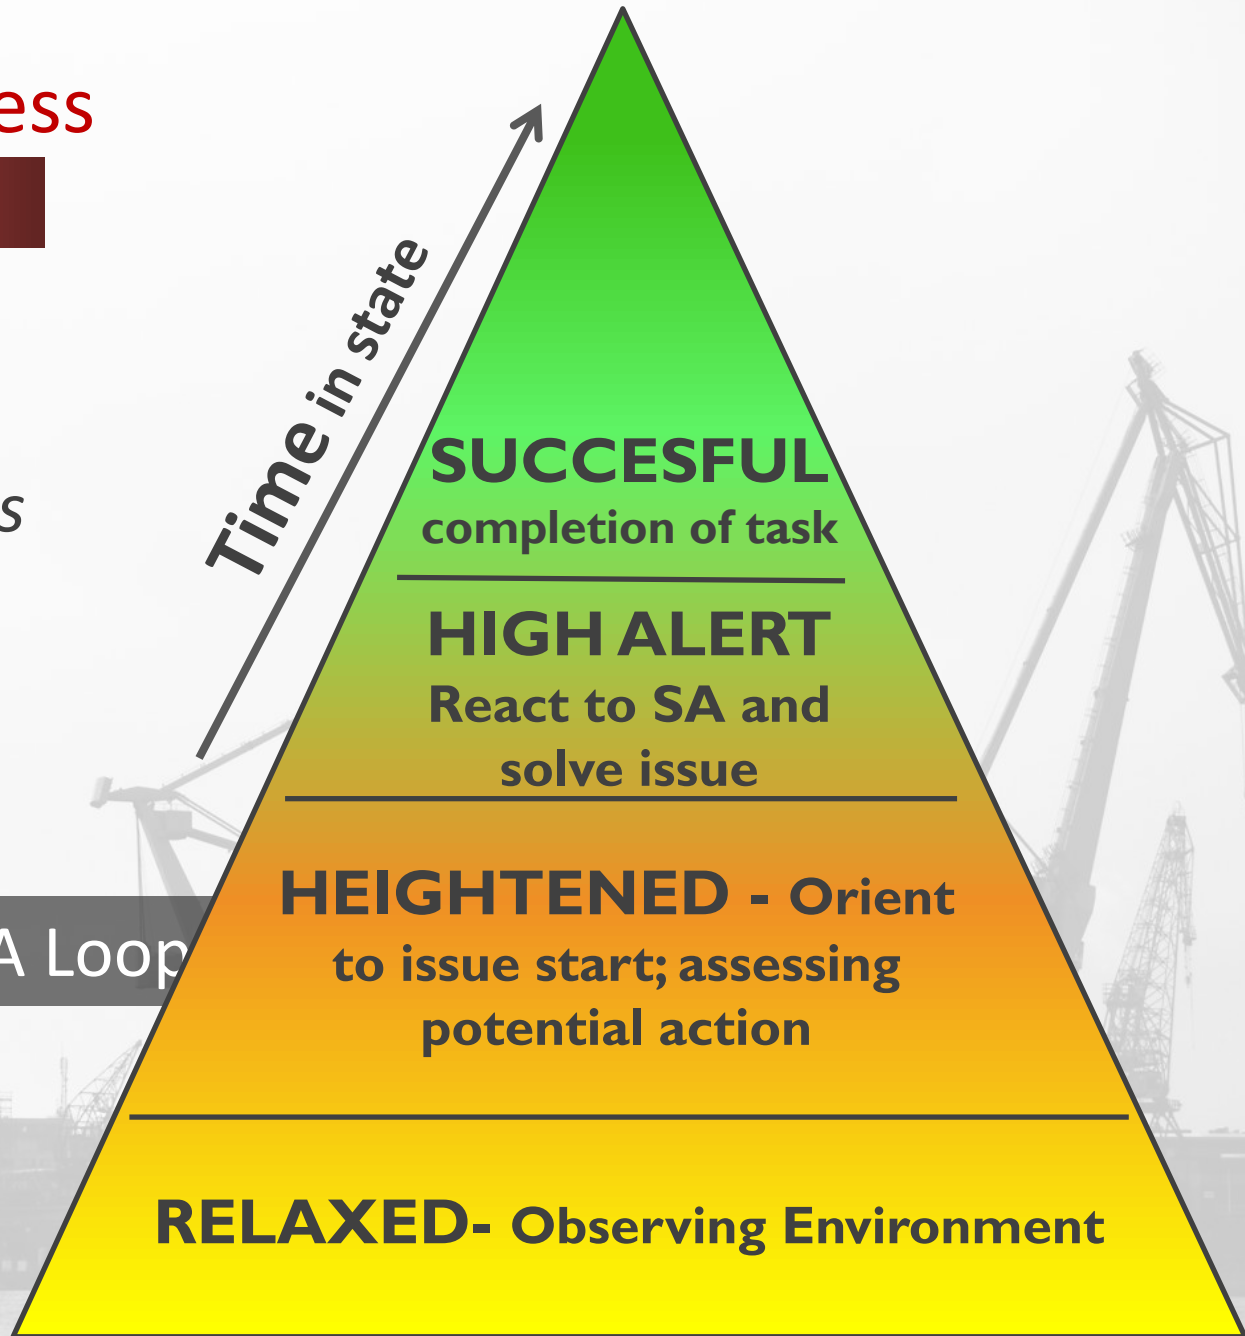 ess
Time in state
s
A Loop
SUCCESFUL
completion of task
HIGH ALERT
React to SA and
solve issue
HEIGHTENED - Orient
to issue start; assessing
potential action
RELAXED- Observing Environment